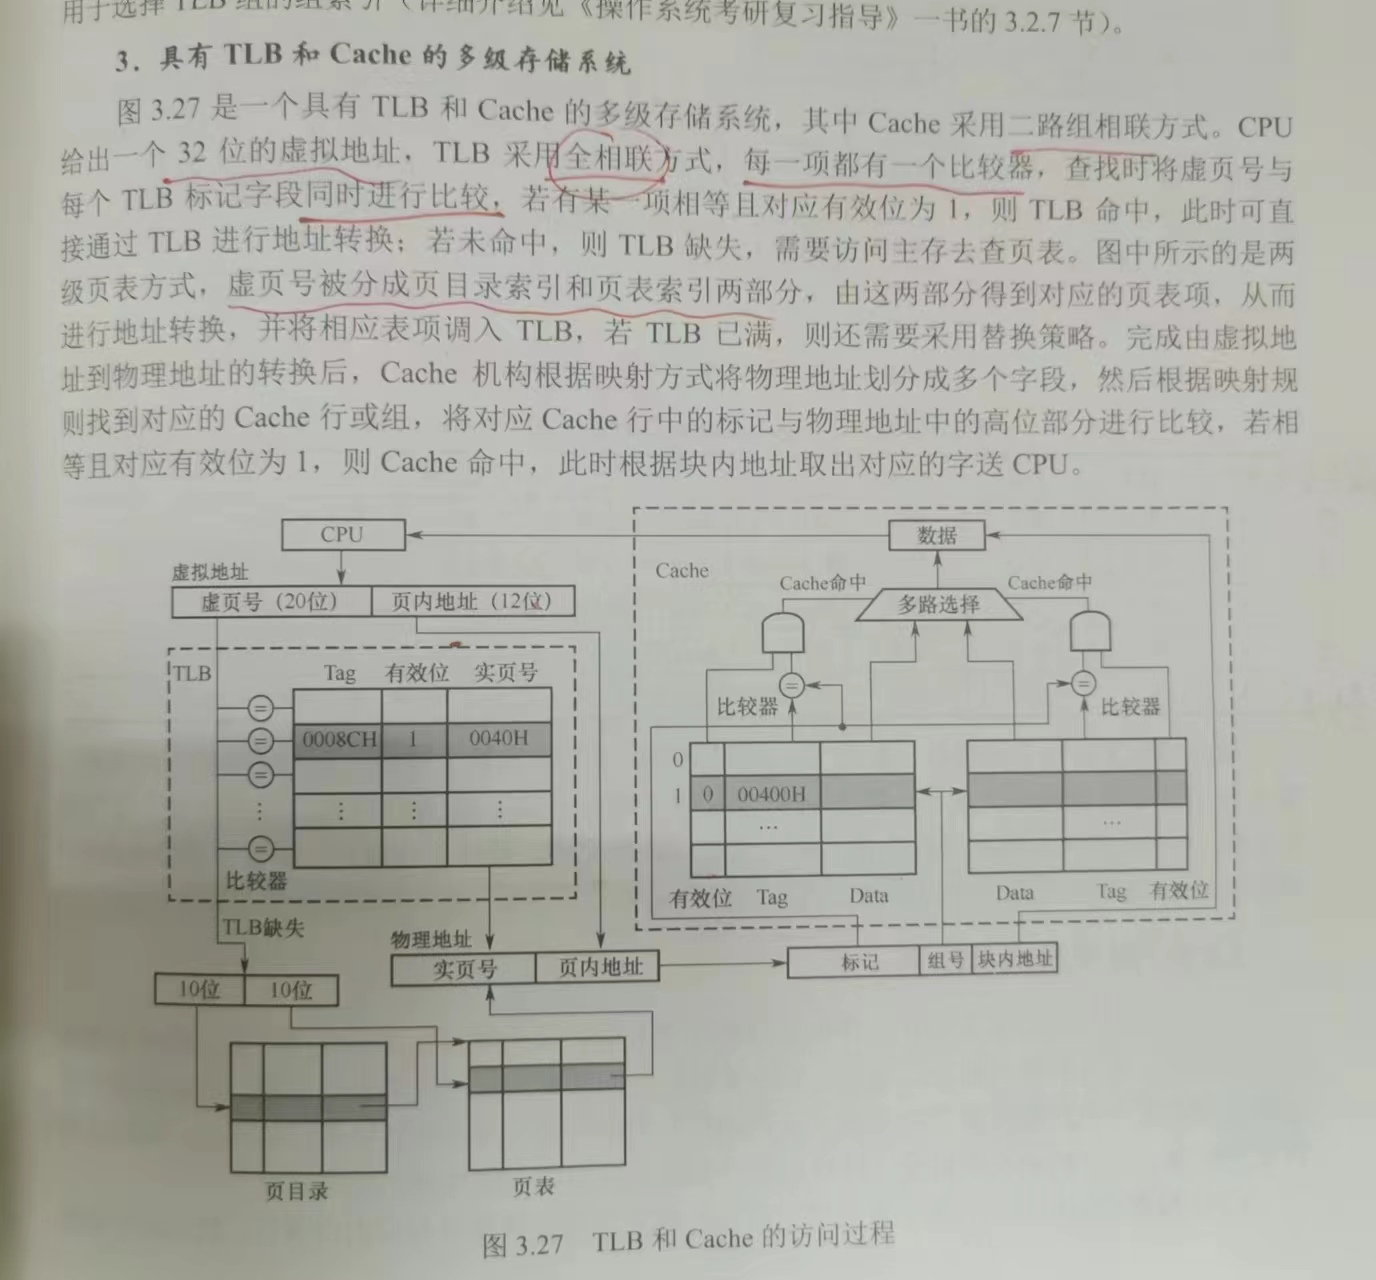 用于选择 TLB 组的组索引（详细介绍见《操作系统考研复习指导》一书的 3.2.7 节）。
3．具有 TLB 和 Cache 的多级存储系统
图 3.27 是一个具有 TLB 和 Cache 的多级存储系统，其中 Cache 采用二路组相联方式。CPU
给出一个 32 位的虚拟地址，TLB 采用全相联方式，每一项都有一个比较器，查找时将虚页号与
每个 TLB 标记字段同时进行比较，若有某一项相等且对应有效位为 1，则 TLB 命中，此时可直
接通过 TLB 进行地址转换；若未命中，则 TLB 缺失，需要访问主存去查页表。图中所示的是两
级页表方式，虚页号被分成页目录索引和页表索引两部分，由这两部分得到对应的页表项，从而
进行地址转换，并将相应表项调入 TLB，若 TLB 已满，则还需要采用替换策略。完成由虚拟地
址到物理地址的转换后，Cache 机构根据映射方式将物理地址划分成多个字段，然后根据映射规
则找到对应的 Cache 行或组，将对应 Cache 行中的标记与物理地址中的高位部分进行比较，若相
等且对应有效位为 1，则 Cache 命中，此时根据块内地址取出对应的字送 CPU。
CPU
虚拟地址
虚页号（20位） 页内地址（12位）
TLB
Tag 有效位 实页号
=
= 0008CH 1 0040H
=
⋮ ⋮ ⋮
=
比较器
TLB缺失
10位 10位
物理地址
实页号 页内地址
页目录
页表
数据
Cache
Cache命中 多路选择 Cache命中
= =
比较器 比较器
0
1 0 00400H
… …
有效位 Tag Data Data Tag 有效位
标记 组号 块内地址
图 3.27 TLB 和 Cache 的访问过程